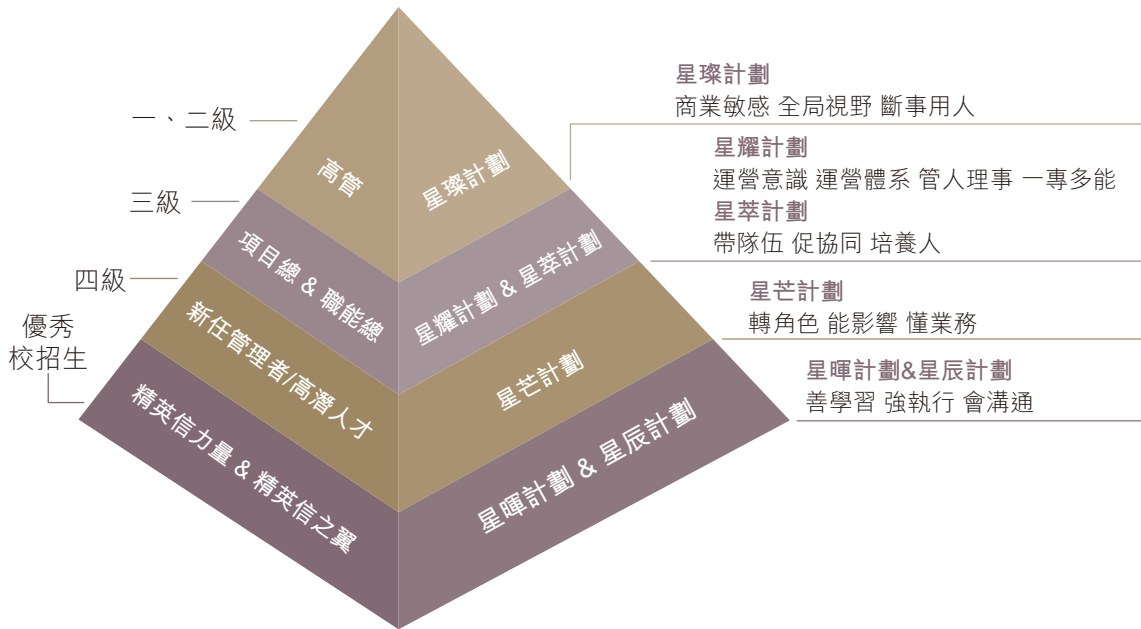 一、二級
三級
四級
優秀
校招生
高管
項目總 & 職能總
新任管理者/高潛人才
精英信力量 & 精英信之翼
星璨計劃
星耀計劃 & 星萃計劃
星芒計劃
星暉計劃 & 星辰計劃
星璨計劃
商業敏感 全局視野 斷事用人
星耀計劃
運營意識 運營體系 管人理事 一專多能
星萃計劃
帶隊伍 促協同 培養人
星芒計劃
轉角色 能影響 懂業務
星暉計劃&星辰計劃
善學習 強執行 會溝通